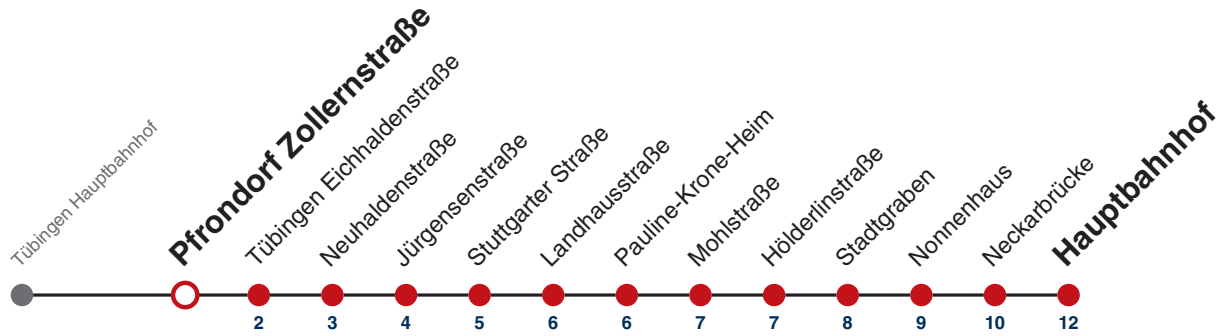 Tübingen Hauptbahnhof
Pfrondorf Zollernstraße
Tübingen Eichhaldenstraße
Neuhaldenstraße
Jürgensenstraße
Stuttgarter Straße
Landhausstraße
Pauline-Krone-Heim
Mohlstraße
Hölderlinstraße
Stadtgraben
Nonnenhaus
Neckarbrücke
Hauptbahnhof
2 3 4 5 6 6 7 7 8 9 10 12